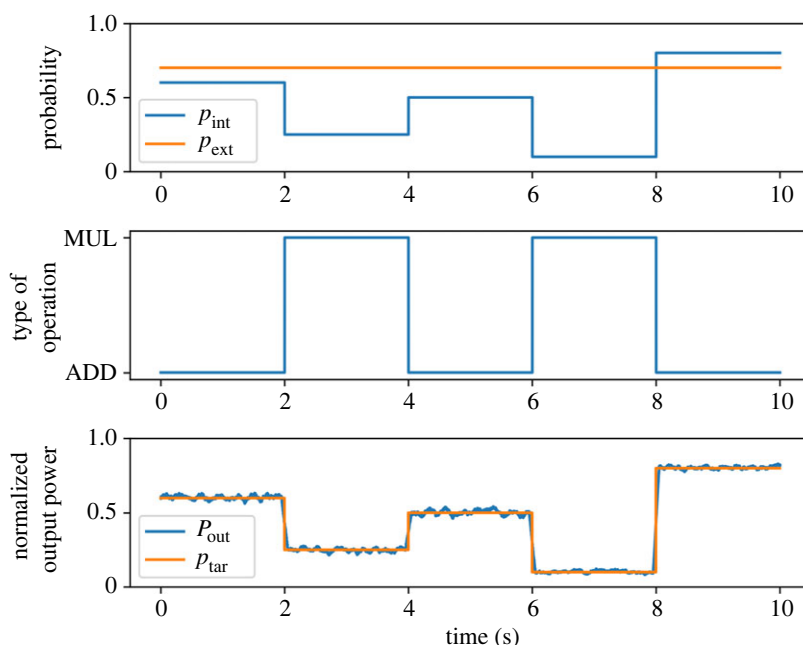 probability
1.0
0.5
0
p_int
p_ext
0 2 4 6 8 10
type of
operation
MUL
ADD
0 2 4 6 8 10
normalized
output power
1.0
0.5
0
P_out
p_tar
0 2 4 6 8 10
time (s)